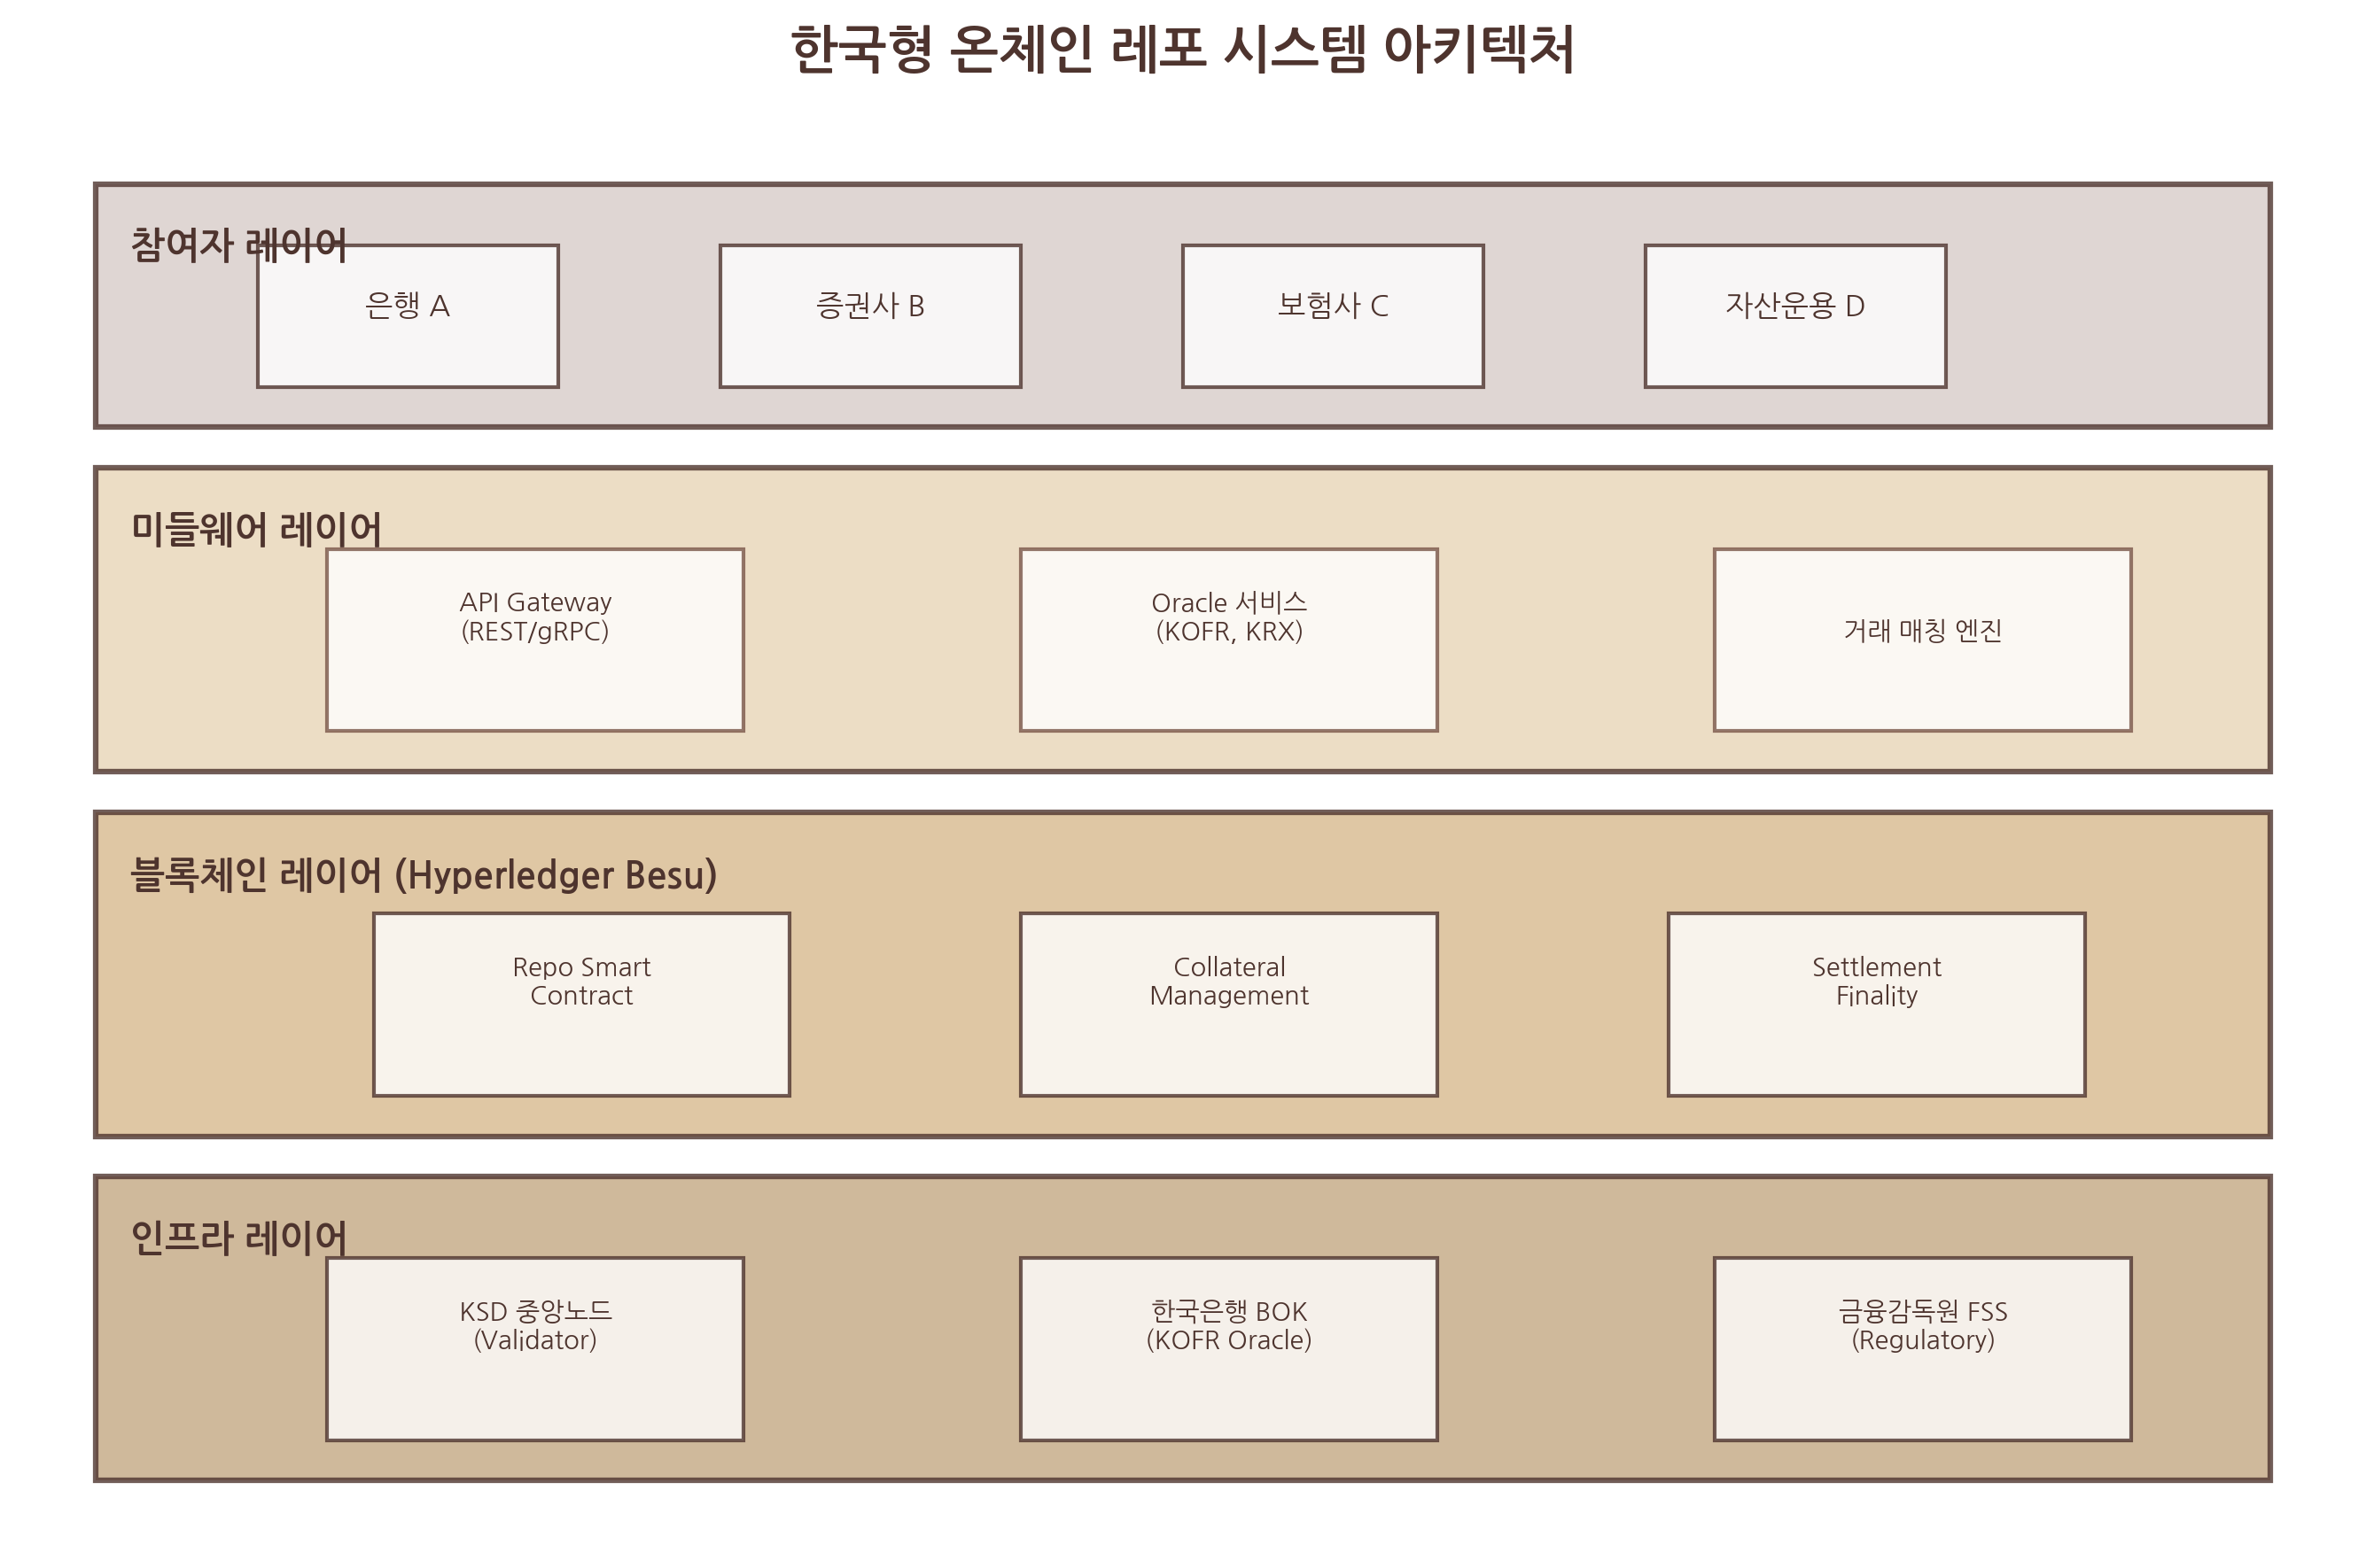 한국형 온체인 레포 시스템 아키텍처
참여자 레이어
은행 A
증권사 B
보험사 C
자산운용 D
미들웨어 레이어
API Gateway
(REST/gRPC)
Oracle 서비스
(KOFR, KRX)
거래 매칭 엔진
블록체인 레이어 (Hyperledger Besu)
Repo Smart
Contract
Collateral
Management
Settlement
Finality
인프라 레이어
KSD 중앙노드
(Validator)
한국은행 BOK
(KOFR Oracle)
금융감독원 FSS
(Regulatory)